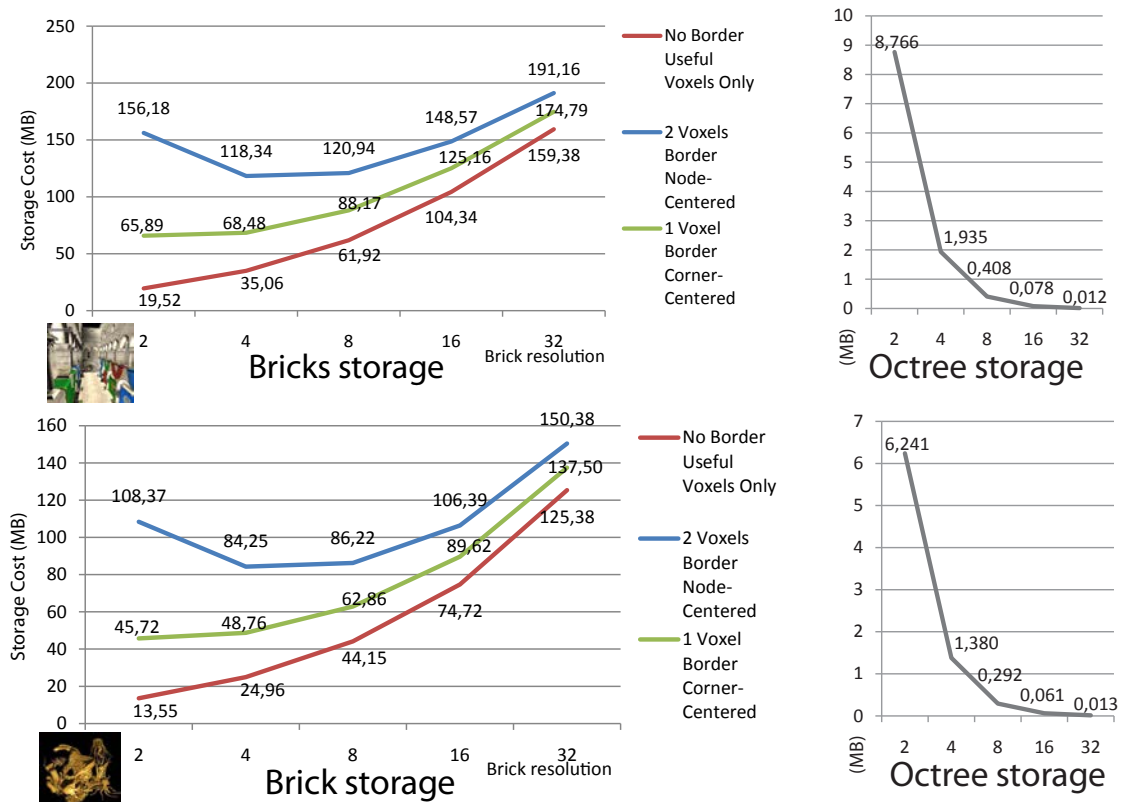 250
200
150
100
50
0
Storage Cost (MB)
156,18
118,34
120,94
148,57
191,16
65,89
68,48
88,17
125,16
174,79
19,52
35,06
61,92
104,34
159,38
2
4
8
16
32
Brick resolution
Bricks storage
No Border
Useful
Voxels Only
2 Voxels
Border
Node-
Centered
1 Voxel
Border
Corner-
Centered
10
9
8
7
6
5
4
3
2
1
0
8,766
1,935
0,408
0,078
0,012
(MB)
2
4
8
16
32
Octree storage
160
140
120
100
80
60
40
20
0
Storage Cost (MB)
108,37
84,25
86,22
106,39
150,38
45,72
48,76
62,86
89,62
137,50
13,55
24,96
44,15
74,72
125,38
2
4
8
16
32
Brick resolution
Brick storage
No Border
Useful
Voxels Only
2 Voxels
Border
Node-
Centered
1 Voxel
Border
Corner-
Centered
7
6
5
4
3
2
1
0
6,241
1,380
0,292
0,061
0,013
(MB)
2
4
8
16
32
Octree storage